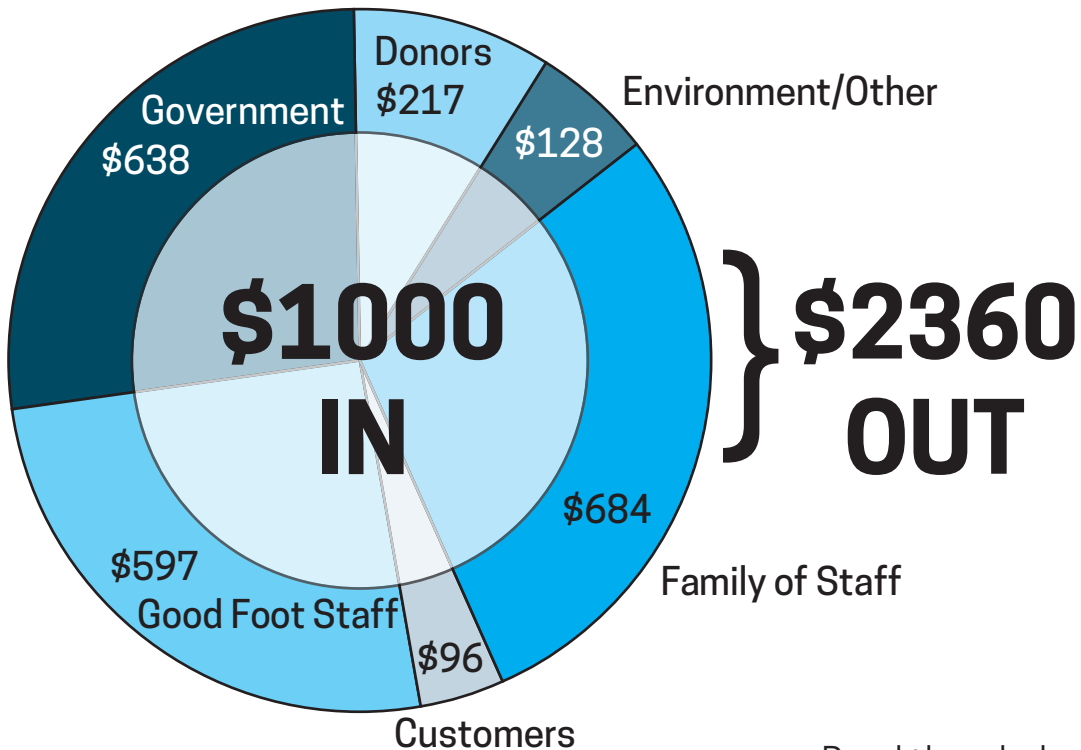 Donors
$217
Environment/Other
$128
Government
$638
$1000
IN
}
$2360
OUT
$684
Family of Staff
$597
Good Foot Staff
$96
Customers